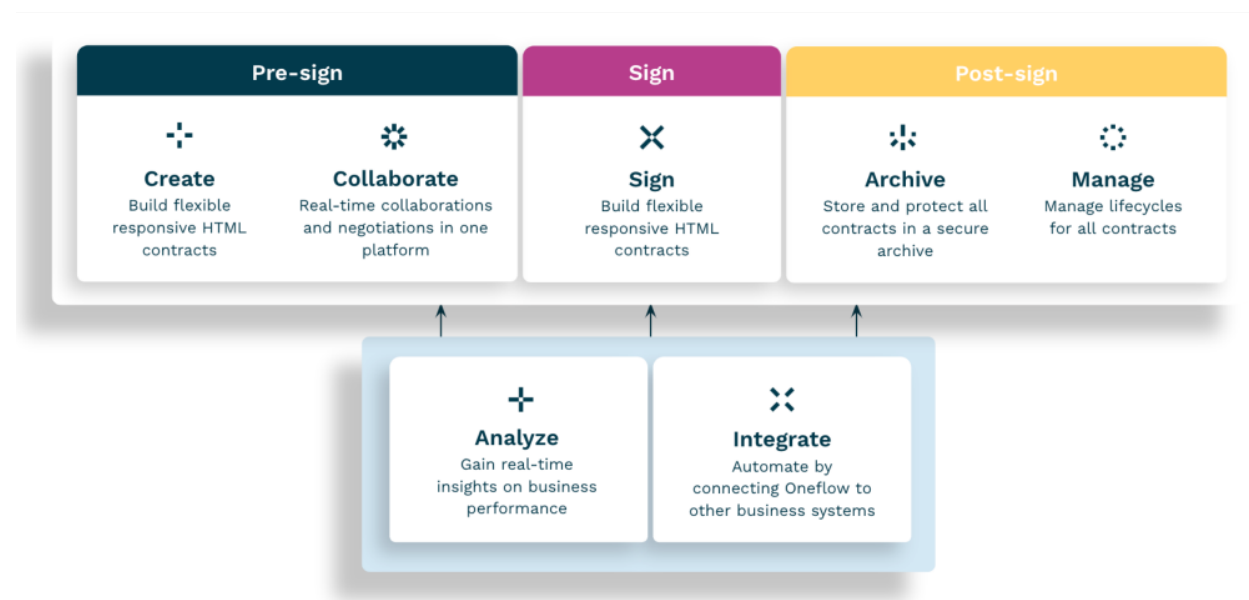 Pre-sign
Create
Build flexible
responsive HTML
contracts
Collaborate
Real-time collaborations
and negotiations in one
platform
Sign
Sign
Build flexible
responsive HTML
contracts
Post-sign
Archive
Store and protect all
contracts in a secure
archive
Manage
Manage lifecycles
for all contracts
Analyze
Gain real-time
insights on business
performance
Integrate
Automate by
connecting Oneflow to
other business systems